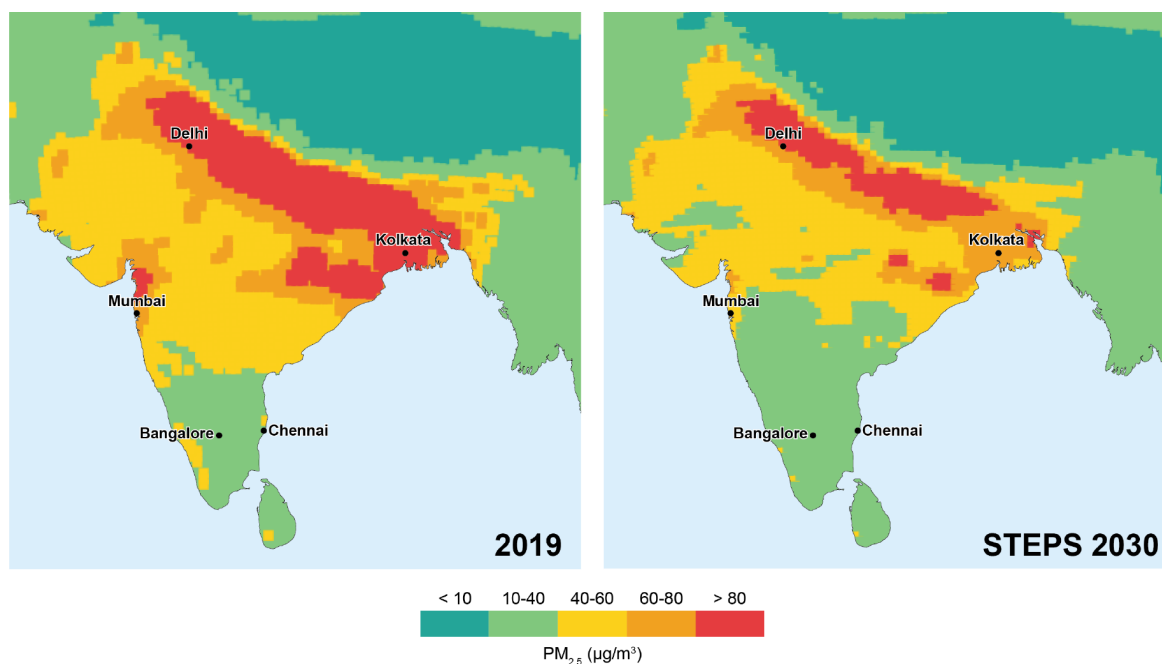 Delhi
Kolkata
Mumbai
Bangalore
Chennai
2019
Delhi
Kolkata
Mumbai
Bangalore
Chennai
STEPS 2030
< 10 10-40 40-60 60-80 > 80
PM2.5 (µg/m³)